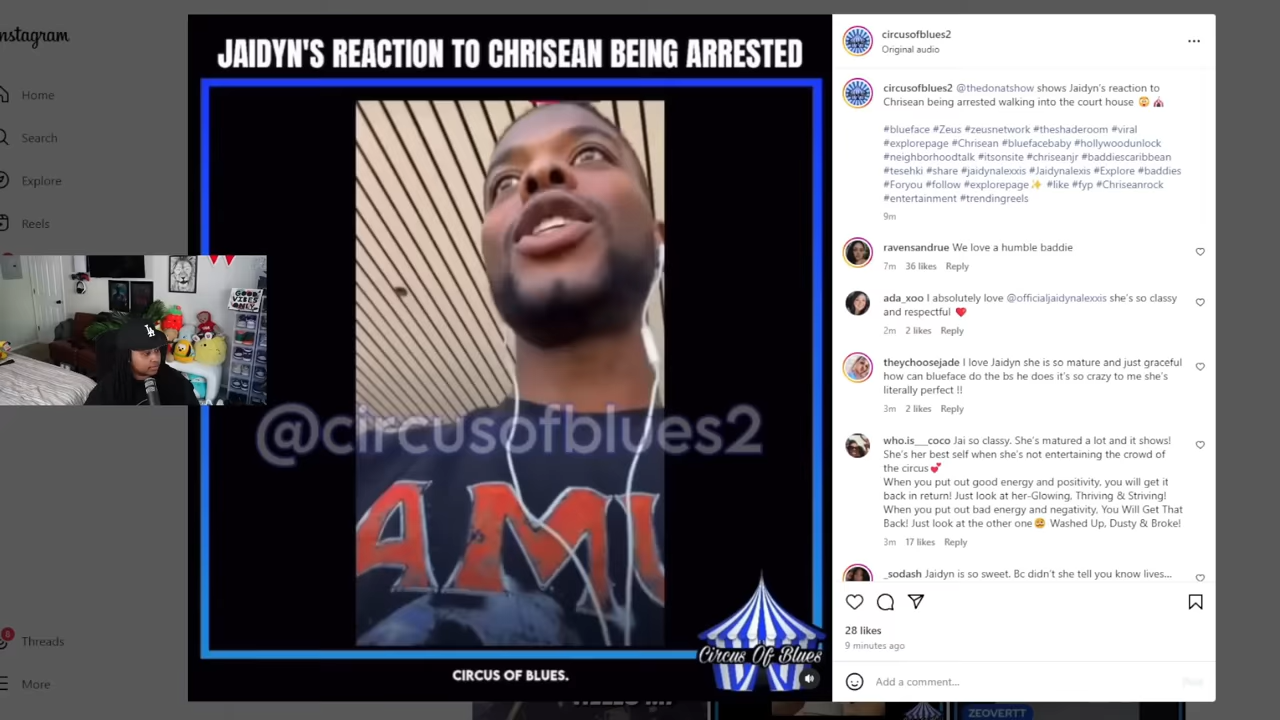 Instagram
Home
Search
Explore
Reels
8
Threads
More
JAIDYN'S REACTION TO CHRISEAN BEING ARRESTED
@circusofblues2
AMI
Circus Of Blues
CIRCUS OF BLUES.
ZEOVERTT
LA
GOOD
VIBES
ONLY
circusofblues2
Original audio
circusofblues2 @thedonatshow shows Jaidyn's reaction to
Chrisean being arrested walking into the court house 🤯 🎪
#blueface #Zeus #zeusnetwork #theshaderoom #viral
#explorepage #Chrisean #bluefacebaby #hollywoodunlock
#neighborhoodtalk #itsonsite #chriseanjr #baddiescaribbean
#tesehki #share #jaidynalexxis #Jaidynalexis #Explore #baddies
#Foryou #follow #explorepage✨ #like #fyp #Chriseanrock
#entertainment #trendingreels
9m
ravensandrue We love a humble baddie
7m 36 likes Reply
ada_xoo I absolutely love @officialjaidynalexxis she's so classy
and respectful ♥️
2m 2 likes Reply
theychoosejade I love Jaidyn she is so mature and just graceful
how can blueface do the bs he does it's so crazy to me she's
literally perfect !!
3m 2 likes Reply
who.is___coco Jai so classy. She's matured a lot and it shows!
She's her best self when she's not entertaining the crowd of
the circus💕
When you put out good energy and positivity, you will get it
back in return! Just look at her-Glowing, Thriving & Striving!
When you put out bad energy and negativity, You Will Get That
Back! Just look at the other one😩 Washed Up, Dusty & Broke!
3m 17 likes Reply
_sodash Jaidyn is so sweet. Bc didn't she tell you know lives...
28 likes
9 minutes ago
Add a comment...
Post